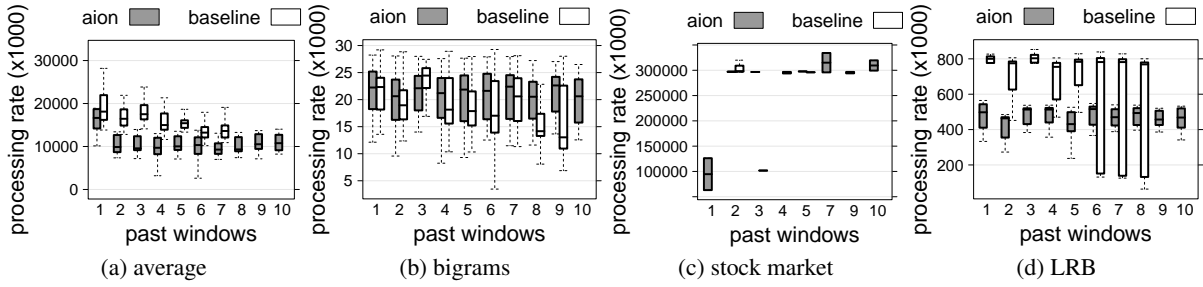 aion baseline
processing rate (x1000)
40000
30000
20000
10000
0
1 2 3 4 5 6 7 8 9 10
past windows
(a) average
aion baseline
processing rate (x1000)
30
25
20
15
10
5
1 2 3 4 5 6 7 8 9 10
past windows
(b) bigrams
aion baseline
processing rate (x1000)
300000
200000
100000
1 2 3 4 5 6 7 8 9 10
past windows
(c) stock market
aion baseline
processing rate (x1000)
800
600
400
200
1 2 3 4 5 6 7 8 9 10
past windows
(d) LRB